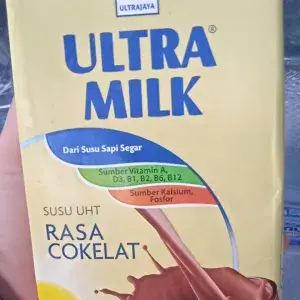 ULTRAJAYA
ULTRA®
MILK
Dari Susu Sapi Segar
Sumber Vitamin A,
D3, B1, B2, B6, B12
Sumber Kalsium,
Fosfor
SUSU UHT
RASA
COKELAT